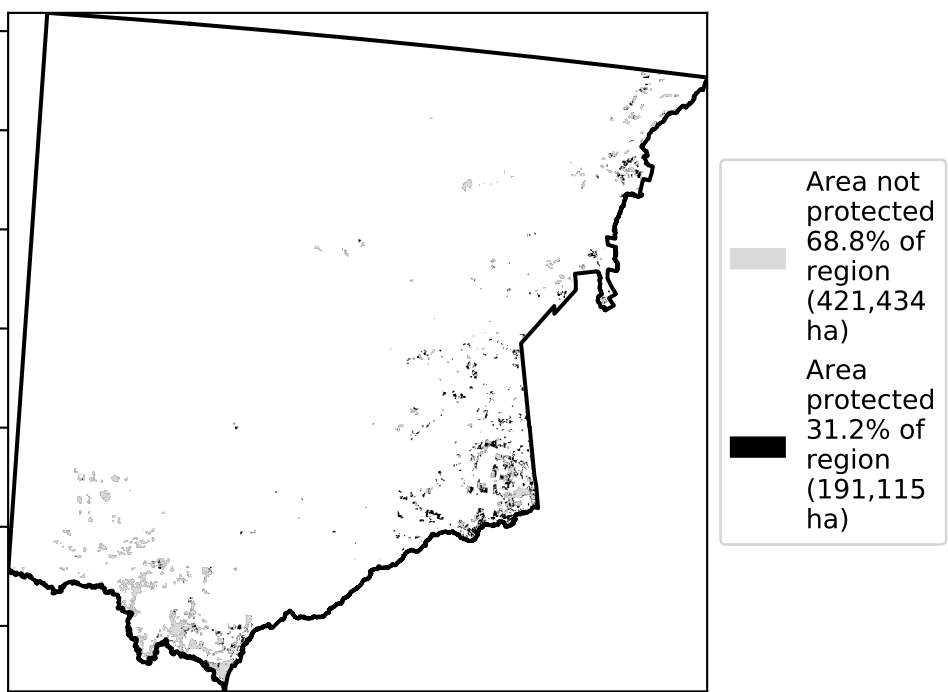 Area not
protected
68.8% of
region
(421,434
ha)
Area
protected
31.2% of
region
(191,115
ha)